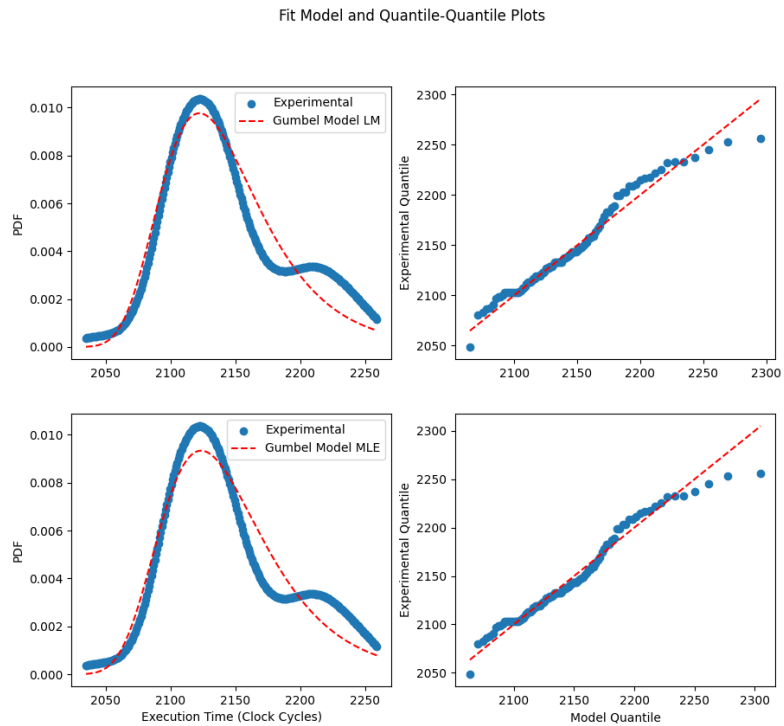 Fit Model and Quantile-Quantile Plots
0.010
0.008
0.006
0.004
0.002
0.000
PDF
Experimental
Gumbel Model LM
2050 2100 2150 2200 2250
2300
2250
2200
2150
2100
2050
Experimental Quantile
2100 2150 2200 2250 2300
0.010
0.008
0.006
0.004
0.002
0.000
PDF
Experimental
Gumbel Model MLE
2050 2100 2150 2200 2250
Execution Time (Clock Cycles)
2300
2250
2200
2150
2100
2050
Experimental Quantile
2100 2150 2200 2250 2300
Model Quantile